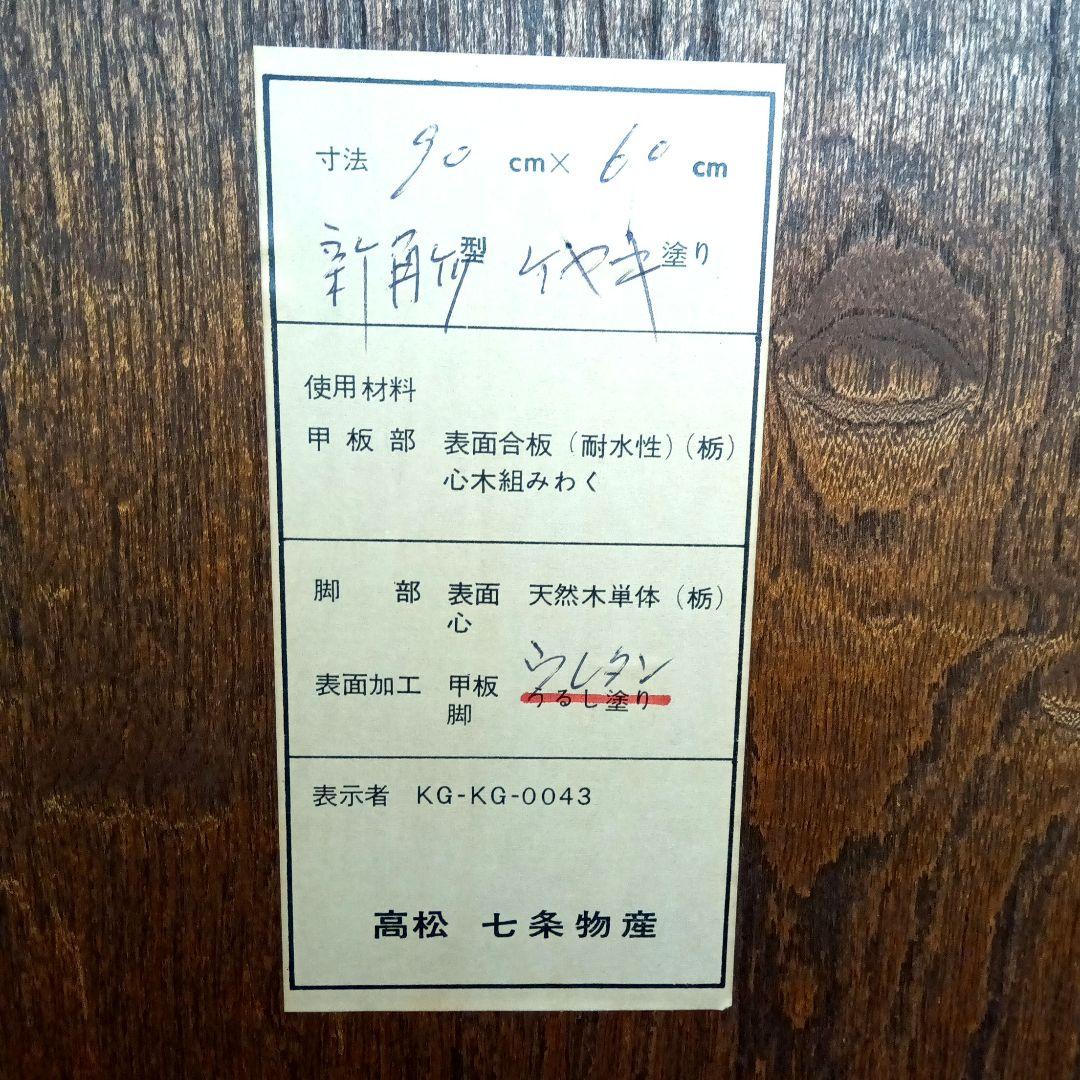 寸法 90 cm× 60 cm
新角 型 ケヤキ塗り
使用材料
甲板部 表面合板（耐水性）（栃）
心木組みわく
脚 部 表面 天然木単体（栃）
心
ウレタン
表面加工 甲板 うるし塗り
脚
表示者 KG-KG-0043
高松 七条物産